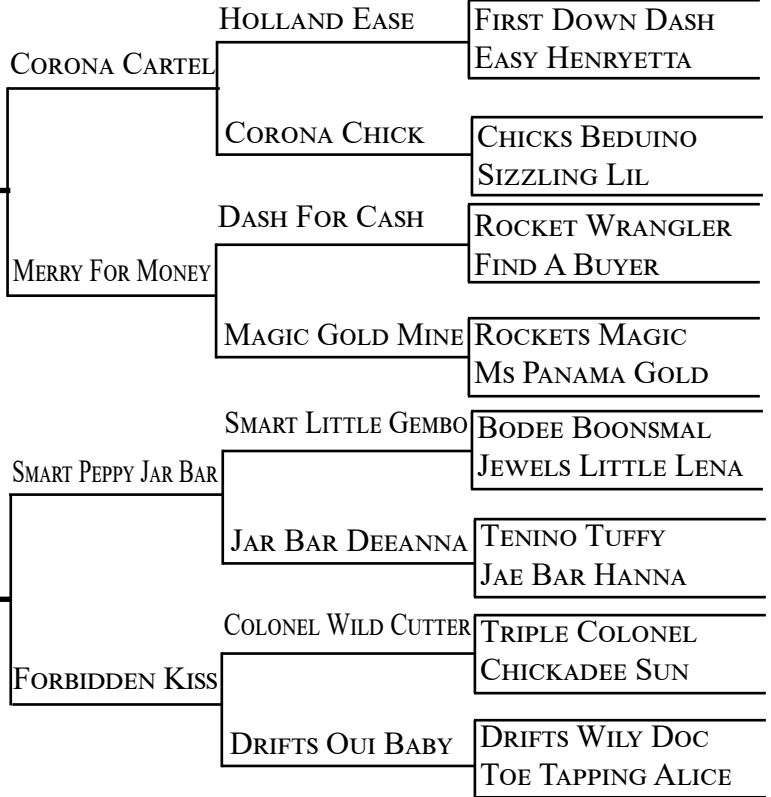 Holland Ease
First Down Dash
Easy Henryetta
Corona Cartel
Corona Chick
Chicks Beduino
Sizzling Lil
Dash For Cash
Rocket Wrangler
Find A Buyer
Merry For Money
Magic Gold Mine
Rockets Magic
Ms Panama Gold
Smart Little Gembo
Bodee Boonsmal
Jewels Little Lena
Smart Peppy Jar Bar
Jar Bar Deeanna
Tenino Tuffy
Jae Bar Hanna
Colonel Wild Cutter
Triple Colonel
Chickadee Sun
Forbidden Kiss
Drifts Oui Baby
Drifts Wily Doc
Toe Tapping Alice